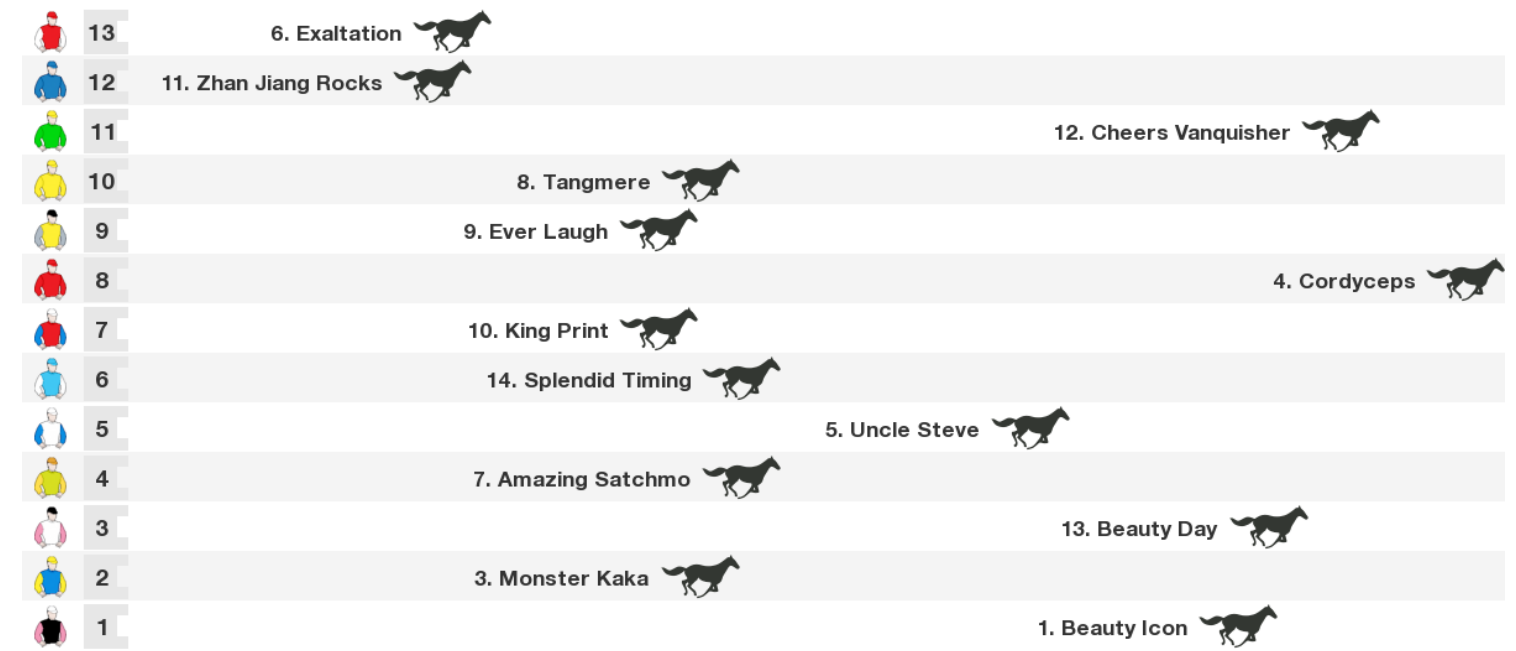 13 6. Exaltation
12 11. Zhan Jiang Rocks
11 12. Cheers Vanquisher
10 8. Tangmere
9 9. Ever Laugh
8 4. Cordyceps
7 10. King Print
6 14. Splendid Timing
5 5. Uncle Steve
4 7. Amazing Satchmo
3 13. Beauty Day
2 3. Monster Kaka
1 1. Beauty Icon